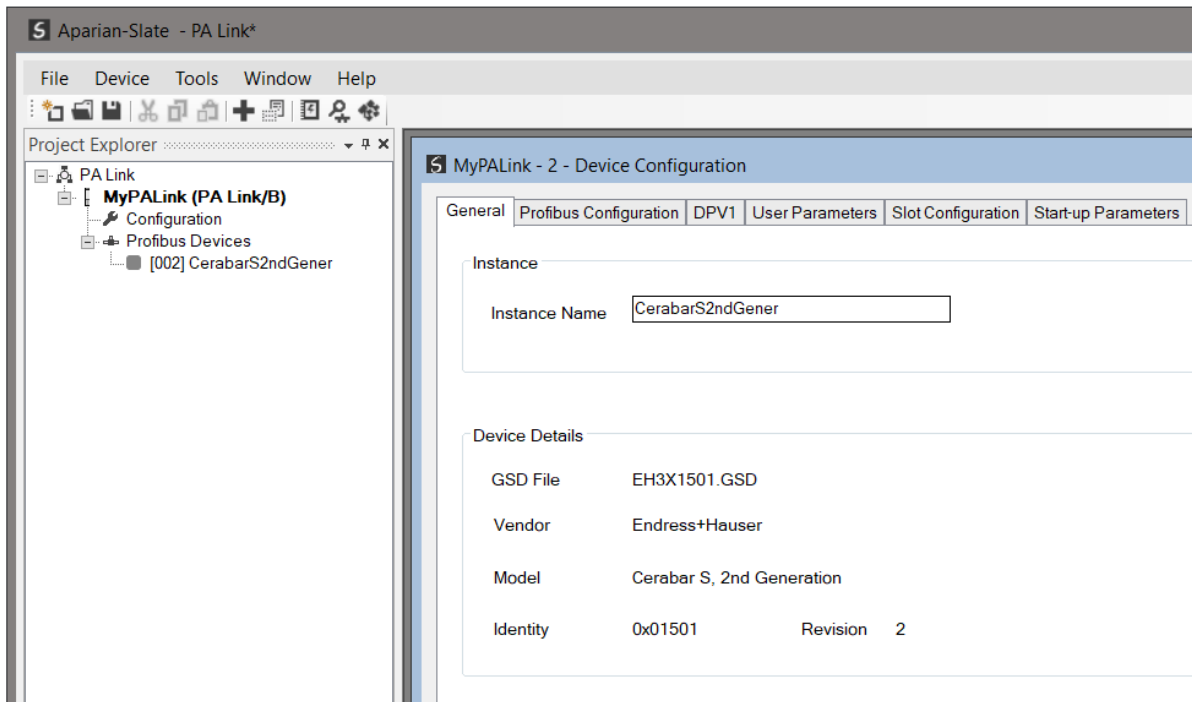 Aparian-Slate - PA Link*
File Device Tools Window Help
Project Explorer
PA Link
MyPALink (PA Link/B)
Configuration
Profibus Devices
[002] CerabarS2ndGener
MyPALink - 2 - Device Configuration
General Profibus Configuration DPV1 User Parameters Slot Configuration Start-up Parameters
Instance
Instance Name CerabarS2ndGener
Device Details
GSD File EH3X1501.GSD
Vendor Endress+Hauser
Model Cerabar S, 2nd Generation
Identity 0x01501 Revision 2